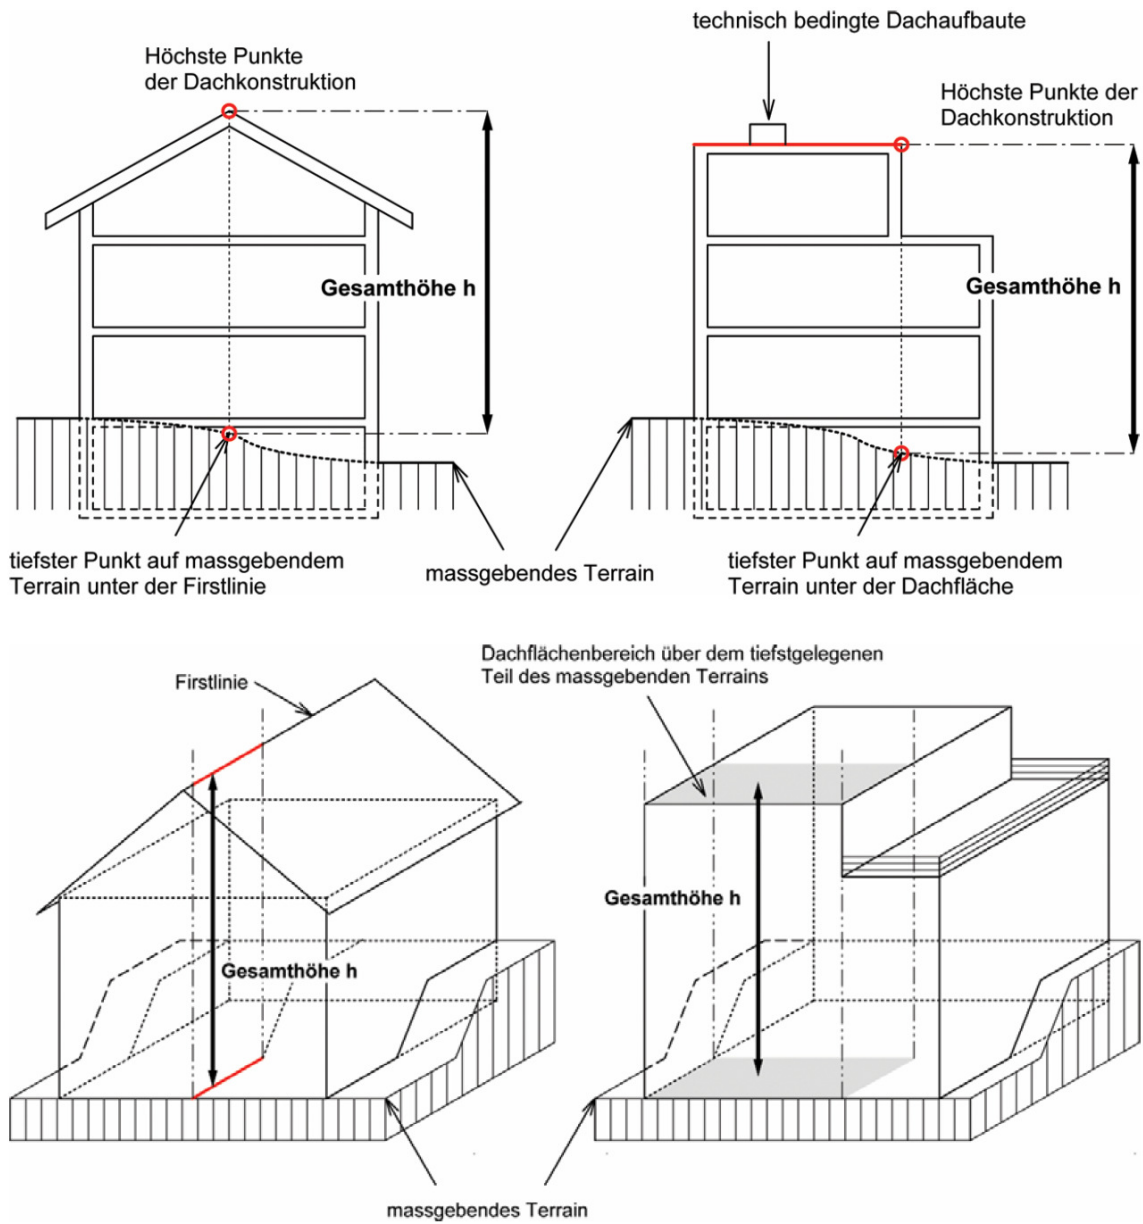 technisch bedingte Dachaufbaute
Höchste Punkte
der Dachkonstruktion
Höchste Punkte der
Dachkonstruktion
Gesamthöhe h
Gesamthöhe h
tiefster Punkt auf massgebendem
Terrain unter der Firstlinie
massgebendes Terrain
tiefster Punkt auf massgebendem
Terrain unter der Dachfläche
Firstlinie
Dachflächenbereich über dem tiefstgelegenen
Teil des massgebenden Terrains
Gesamthöhe h
Gesamthöhe h
massgebendes Terrain